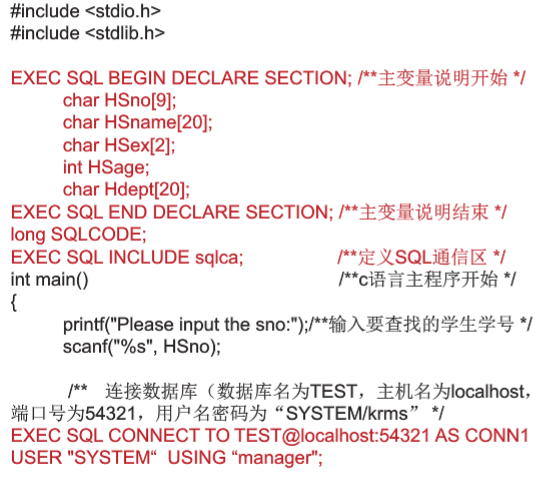 #include <stdio.h>
#include <stdlib.h>
EXEC SQL BEGIN DECLARE SECTION; /**主变量说明开始 */
char HSno[9];
char HSname[20];
char HSex[2];
int HSage;
char Hdept[20];
EXEC SQL END DECLARE SECTION; /**主变量说明结束 */
long SQLCODE;
EXEC SQL INCLUDE sqlca; /**定义SQL通信区 */
int main() /**c语言主程序开始 */
{
printf("Please input the sno:");/**输入要查找的学生学号 */
scanf("%s", HSno);
/** 连接数据库（数据库名为TEST，主机名为localhost，
端口号为54321，用户名密码为“SYSTEM/krms” */
EXEC SQL CONNECT TO TEST@localhost:54321 AS CONN1
USER "SYSTEM“ USING “manager";